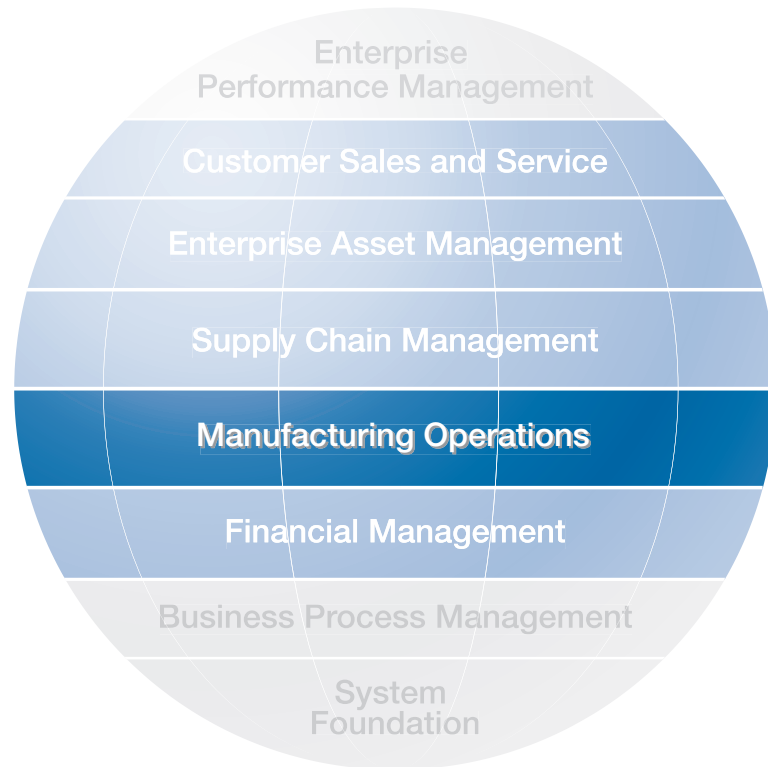 Enterprise
Performance Management
Customer Sales and Service
Enterprise Asset Management
Supply Chain Management
Manufacturing Operations
Financial Management
Business Process Management
System
Foundation